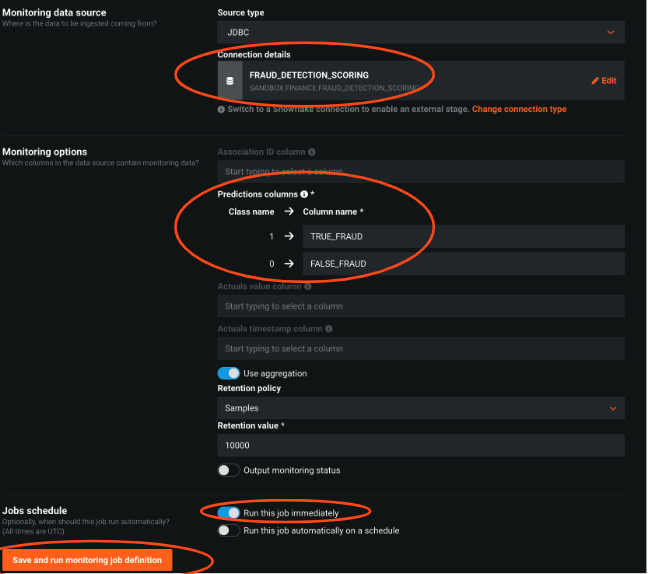 Monitoring data source
Where is the data to be ingested coming from?
Source type
JDBC
Connection details
FRAUD_DETECTION_SCORING
SANDBOX.FINANCE.FRAUD_DETECTION_SCORING
Edit
Switch to a Snowflake connection to enable an external stage. Change connection type
Monitoring options
Which columns in the data source contain monitoring data?
Association ID column
Start typing to select a column
Predictions columns *
Class name → Column name *
1 → TRUE_FRAUD
0 → FALSE_FRAUD
Actuals value column
Start typing to select a column
Actuals timestamp column
Start typing to select a column
Use aggregation
Retention policy
Samples
Retention value *
10000
Output monitoring status
Jobs schedule
Optionally, when should this job run automatically?
(All times are UTC)
Run this job immediately
Run this job automatically on a schedule
Save and run monitoring job definition